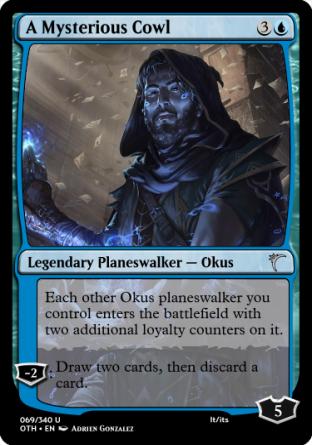 A Mysterious Cowl 3
Legendary Planeswalker — Okus
Each other Okus planeswalker you
control enters the battlefield with
two additional loyalty counters on it.
-2 : Draw two cards, then discard a
card.
5
069/340 U It/its
OTH • EN Adrien Gonzalez